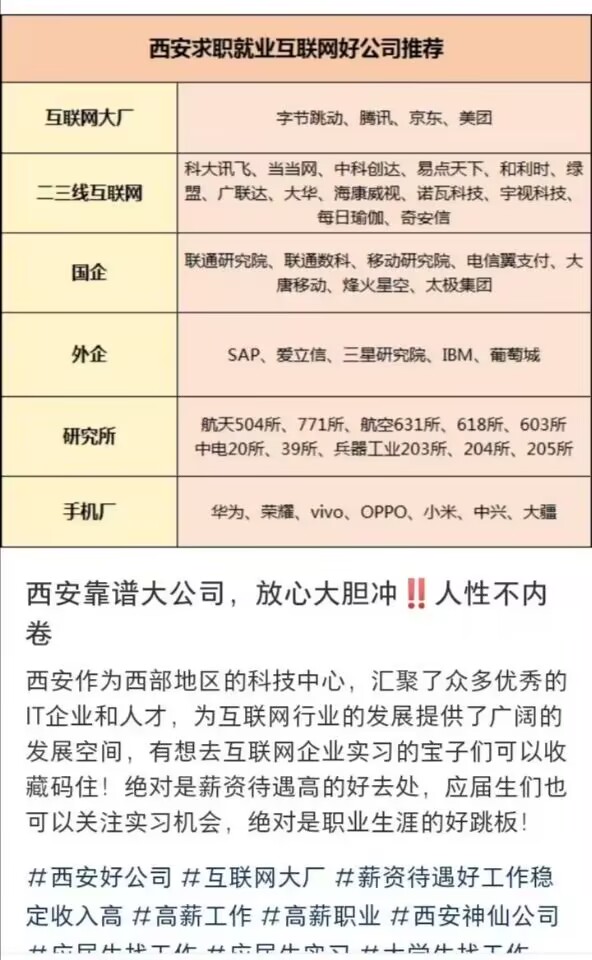 西安求职就业互联网好公司推荐
互联网大厂
字节跳动、腾讯、京东、美团
二三线互联网
科大讯飞、当当网、中科创达、易点天下、和利时、绿
盟、广联达、大华、海康威视、诺瓦科技、宇视科技、
每日瑜伽、奇安信
国企
联通研究院、联通数科、移动研究院、电信翼支付、大
唐移动、烽火星空、太极集团
外企
SAP、爱立信、三星研究院、IBM、葡萄城
研究所
航天504所、771所、航空631所、618所、603所
中电20所、39所、兵器工业203所、204所、205所
手机厂
华为、荣耀、vivo、OPPO、小米、中兴、大疆
西安靠谱大公司，放心大胆冲‼️人性不内
卷
西安作为西部地区的科技中心，汇聚了众多优秀的
IT企业和人才，为互联网行业的发展提供了广阔的
发展空间，有想去互联网企业实习的宝子们可以收
藏码住！绝对是薪资待遇高的好去处，应届生们也
可以关注实习机会，绝对是职业生涯的好跳板！
#西安好公司 #互联网大厂 #薪资待遇好工作稳
定收入高 #高薪工作 #高薪职业 #西安神仙公司
#应届生找工作 #应届生实习 #大学生找工作